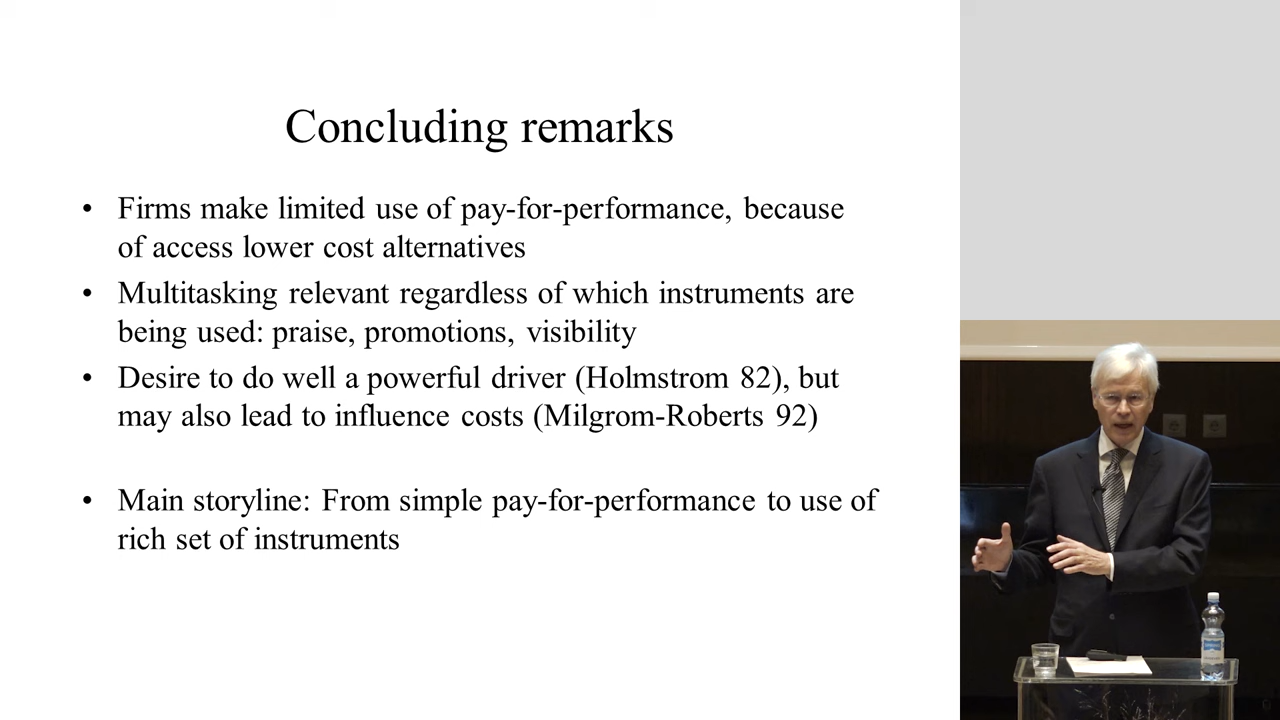 Concluding remarks
• Firms make limited use of pay-for-performance, because
of access lower cost alternatives
• Multitasking relevant regardless of which instruments are
being used: praise, promotions, visibility
• Desire to do well a powerful driver (Holmstrom 82), but
may also lead to influence costs (Milgrom-Roberts 92)
• Main storyline: From simple pay-for-performance to use of
rich set of instruments